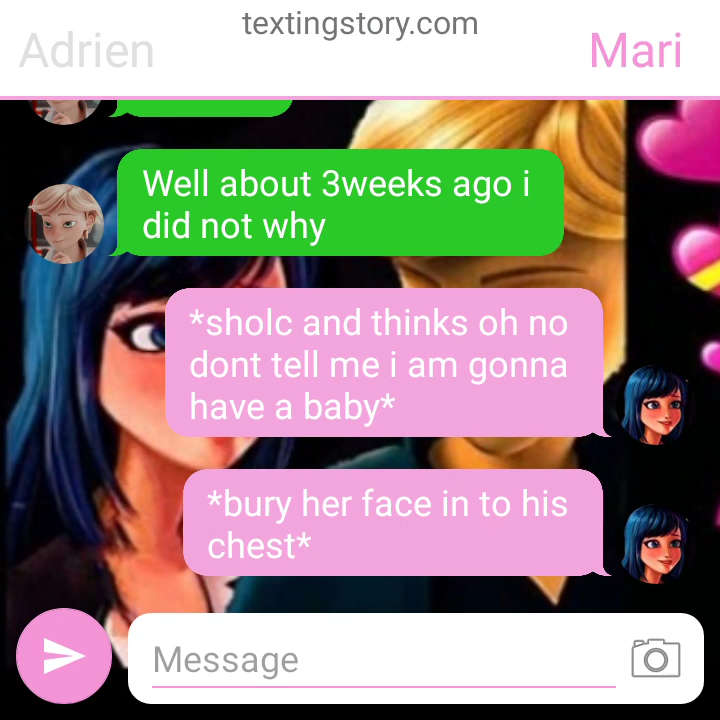 textingstory.com
Adrien
Mari
Well about 3weeks ago i
did not why
*sholc and thinks oh no
dont tell me i am gonna
have a baby*
*bury her face in to his
chest*
Message